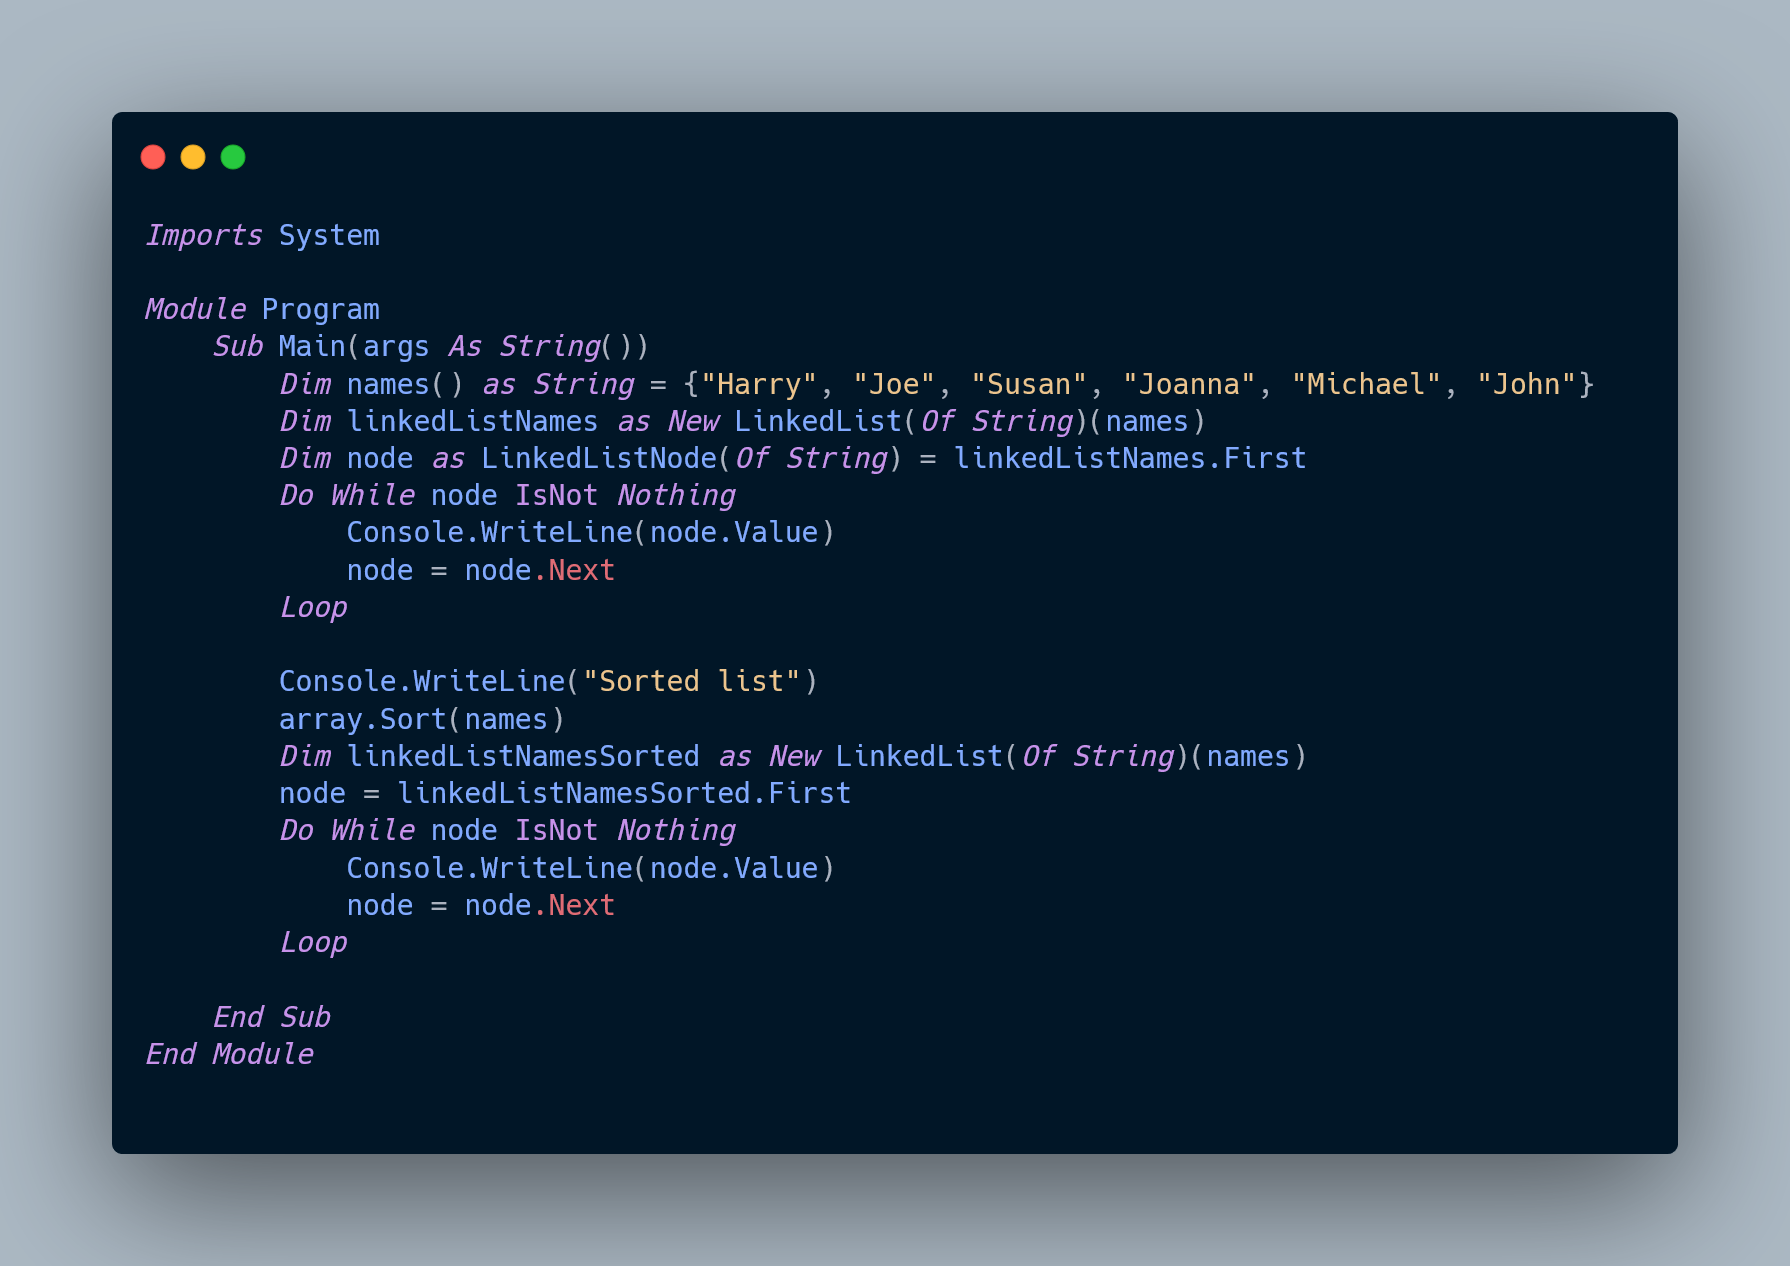 Imports System

Module Program
    Sub Main(args As String())
        Dim names() as String = {"Harry", "Joe", "Susan", "Joanna", "Michael", "John"}
        Dim linkedListNames as New LinkedList(Of String)(names)
        Dim node as LinkedListNode(Of String) = linkedListNames.First
        Do While node IsNot Nothing
            Console.WriteLine(node.Value)
            node = node.Next
        Loop

        Console.WriteLine("Sorted list")
        array.Sort(names)
        Dim linkedListNamesSorted as New LinkedList(Of String)(names)
        node = linkedListNamesSorted.First
        Do While node IsNot Nothing
            Console.WriteLine(node.Value)
            node = node.Next
        Loop

    End Sub
End Module